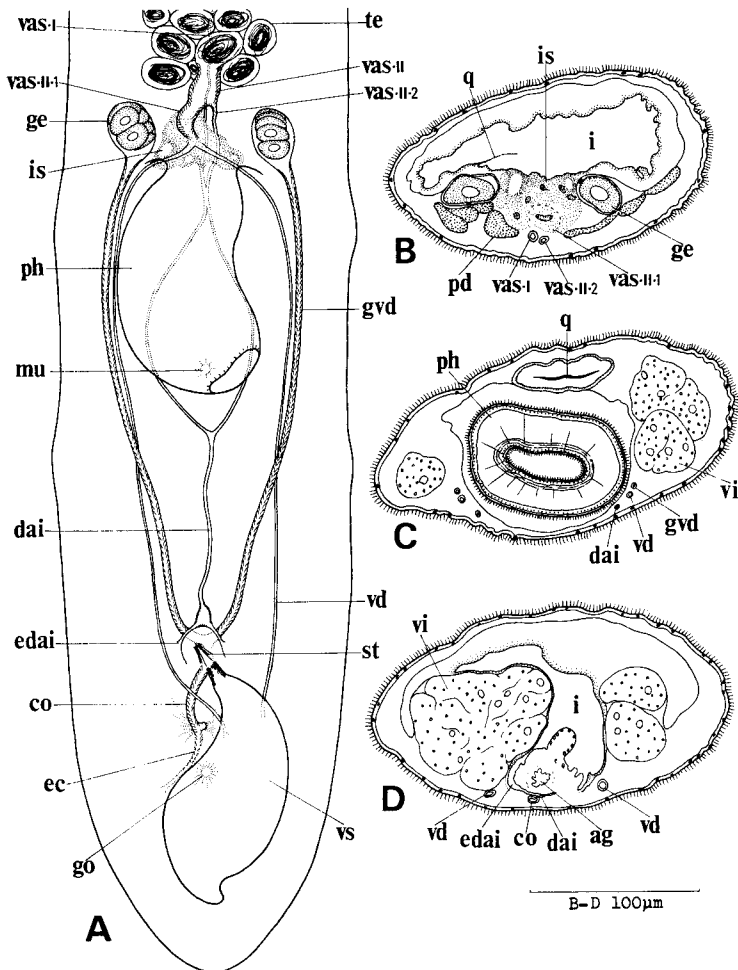 vas·I
te
vas·II·1
vas·II
vas·II·2
ge
is
ph
gvd
mu
dai
vd
edai
st
co
ec
vs
go
A
is
q
i
B
pd
vas·I
vas·II·2
vas·II·1
ge
q
ph
vi
gvd
C
dai
vd
vi
i
D
vd
edai
co
dai
ag
vd
B-D 100µm